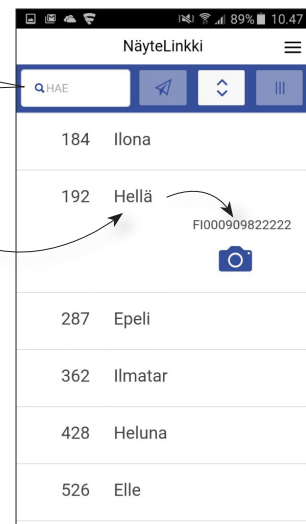 89% 10.47
NäyteLinkki
HAE
184 Ilona
192 Hellä
FI000909822222
287 Epeli
362 Ilmatar
428 Heluna
526 Elle